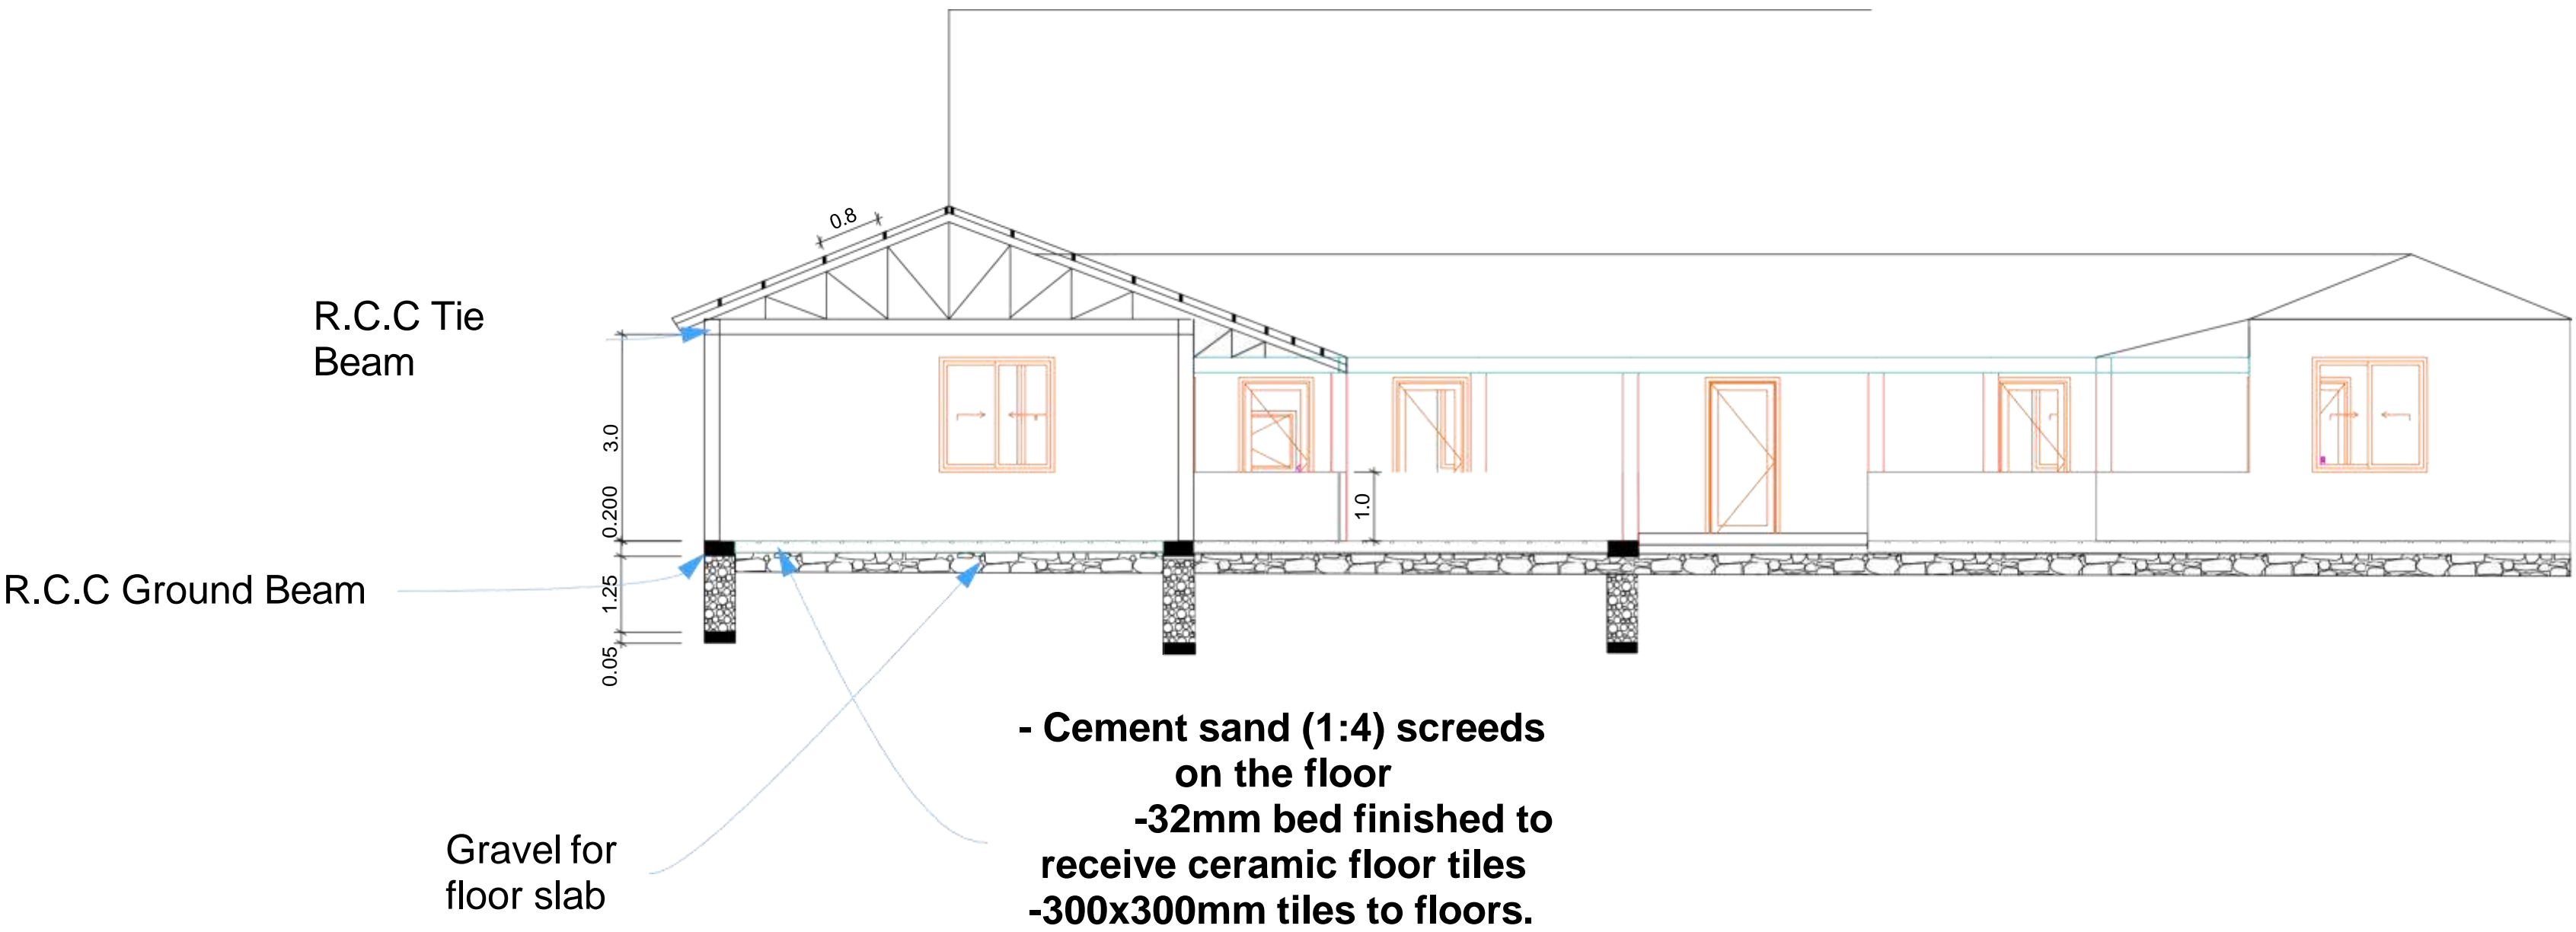 0.8
R.C.C Tie
Beam
3.0
0.200
1.0
R.C.C Ground Beam
1.25
0.05
- Cement sand (1:4) screeds
on the floor
-32mm bed finished to
receive ceramic floor tiles
-300x300mm tiles to floors.
Gravel for
floor slab